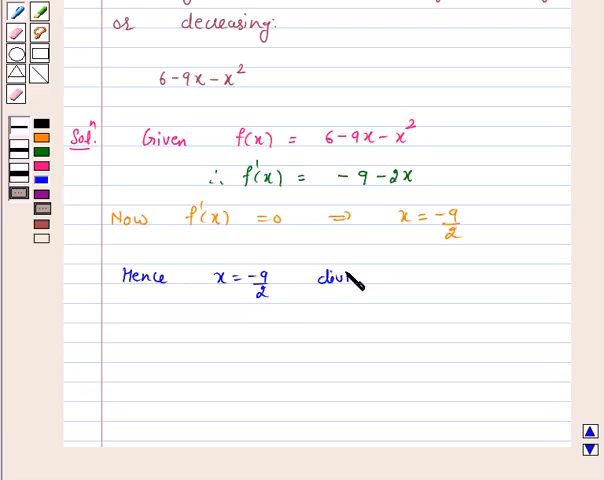 or decreasing:
6-9x-x²
Solⁿ. Given f(x) = 6-9x-x²
∴ f'(x) = -9-2x
Now f'(x) =0 ⇒ x = -9/2
Hence x = -9/2 divi